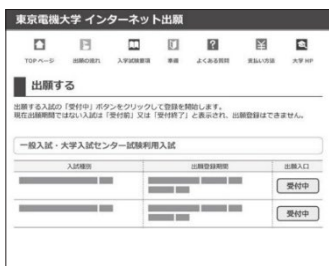 東京電機大学 インターネット出願
TOPページ 出願の流れ 入学試験要項 準備 よくある質問 支払い方法 大学HP
出願する
出願する入試の「受付中」ボタンをクリックして登録を開始します。
現在出願期間ではない入試は「受付前」又は「受付終了」と表示され、出願登録はできません。
一般入試・大学入試センター試験利用入試
入試種別 出願登録期間 出願入口
受付中
受付中